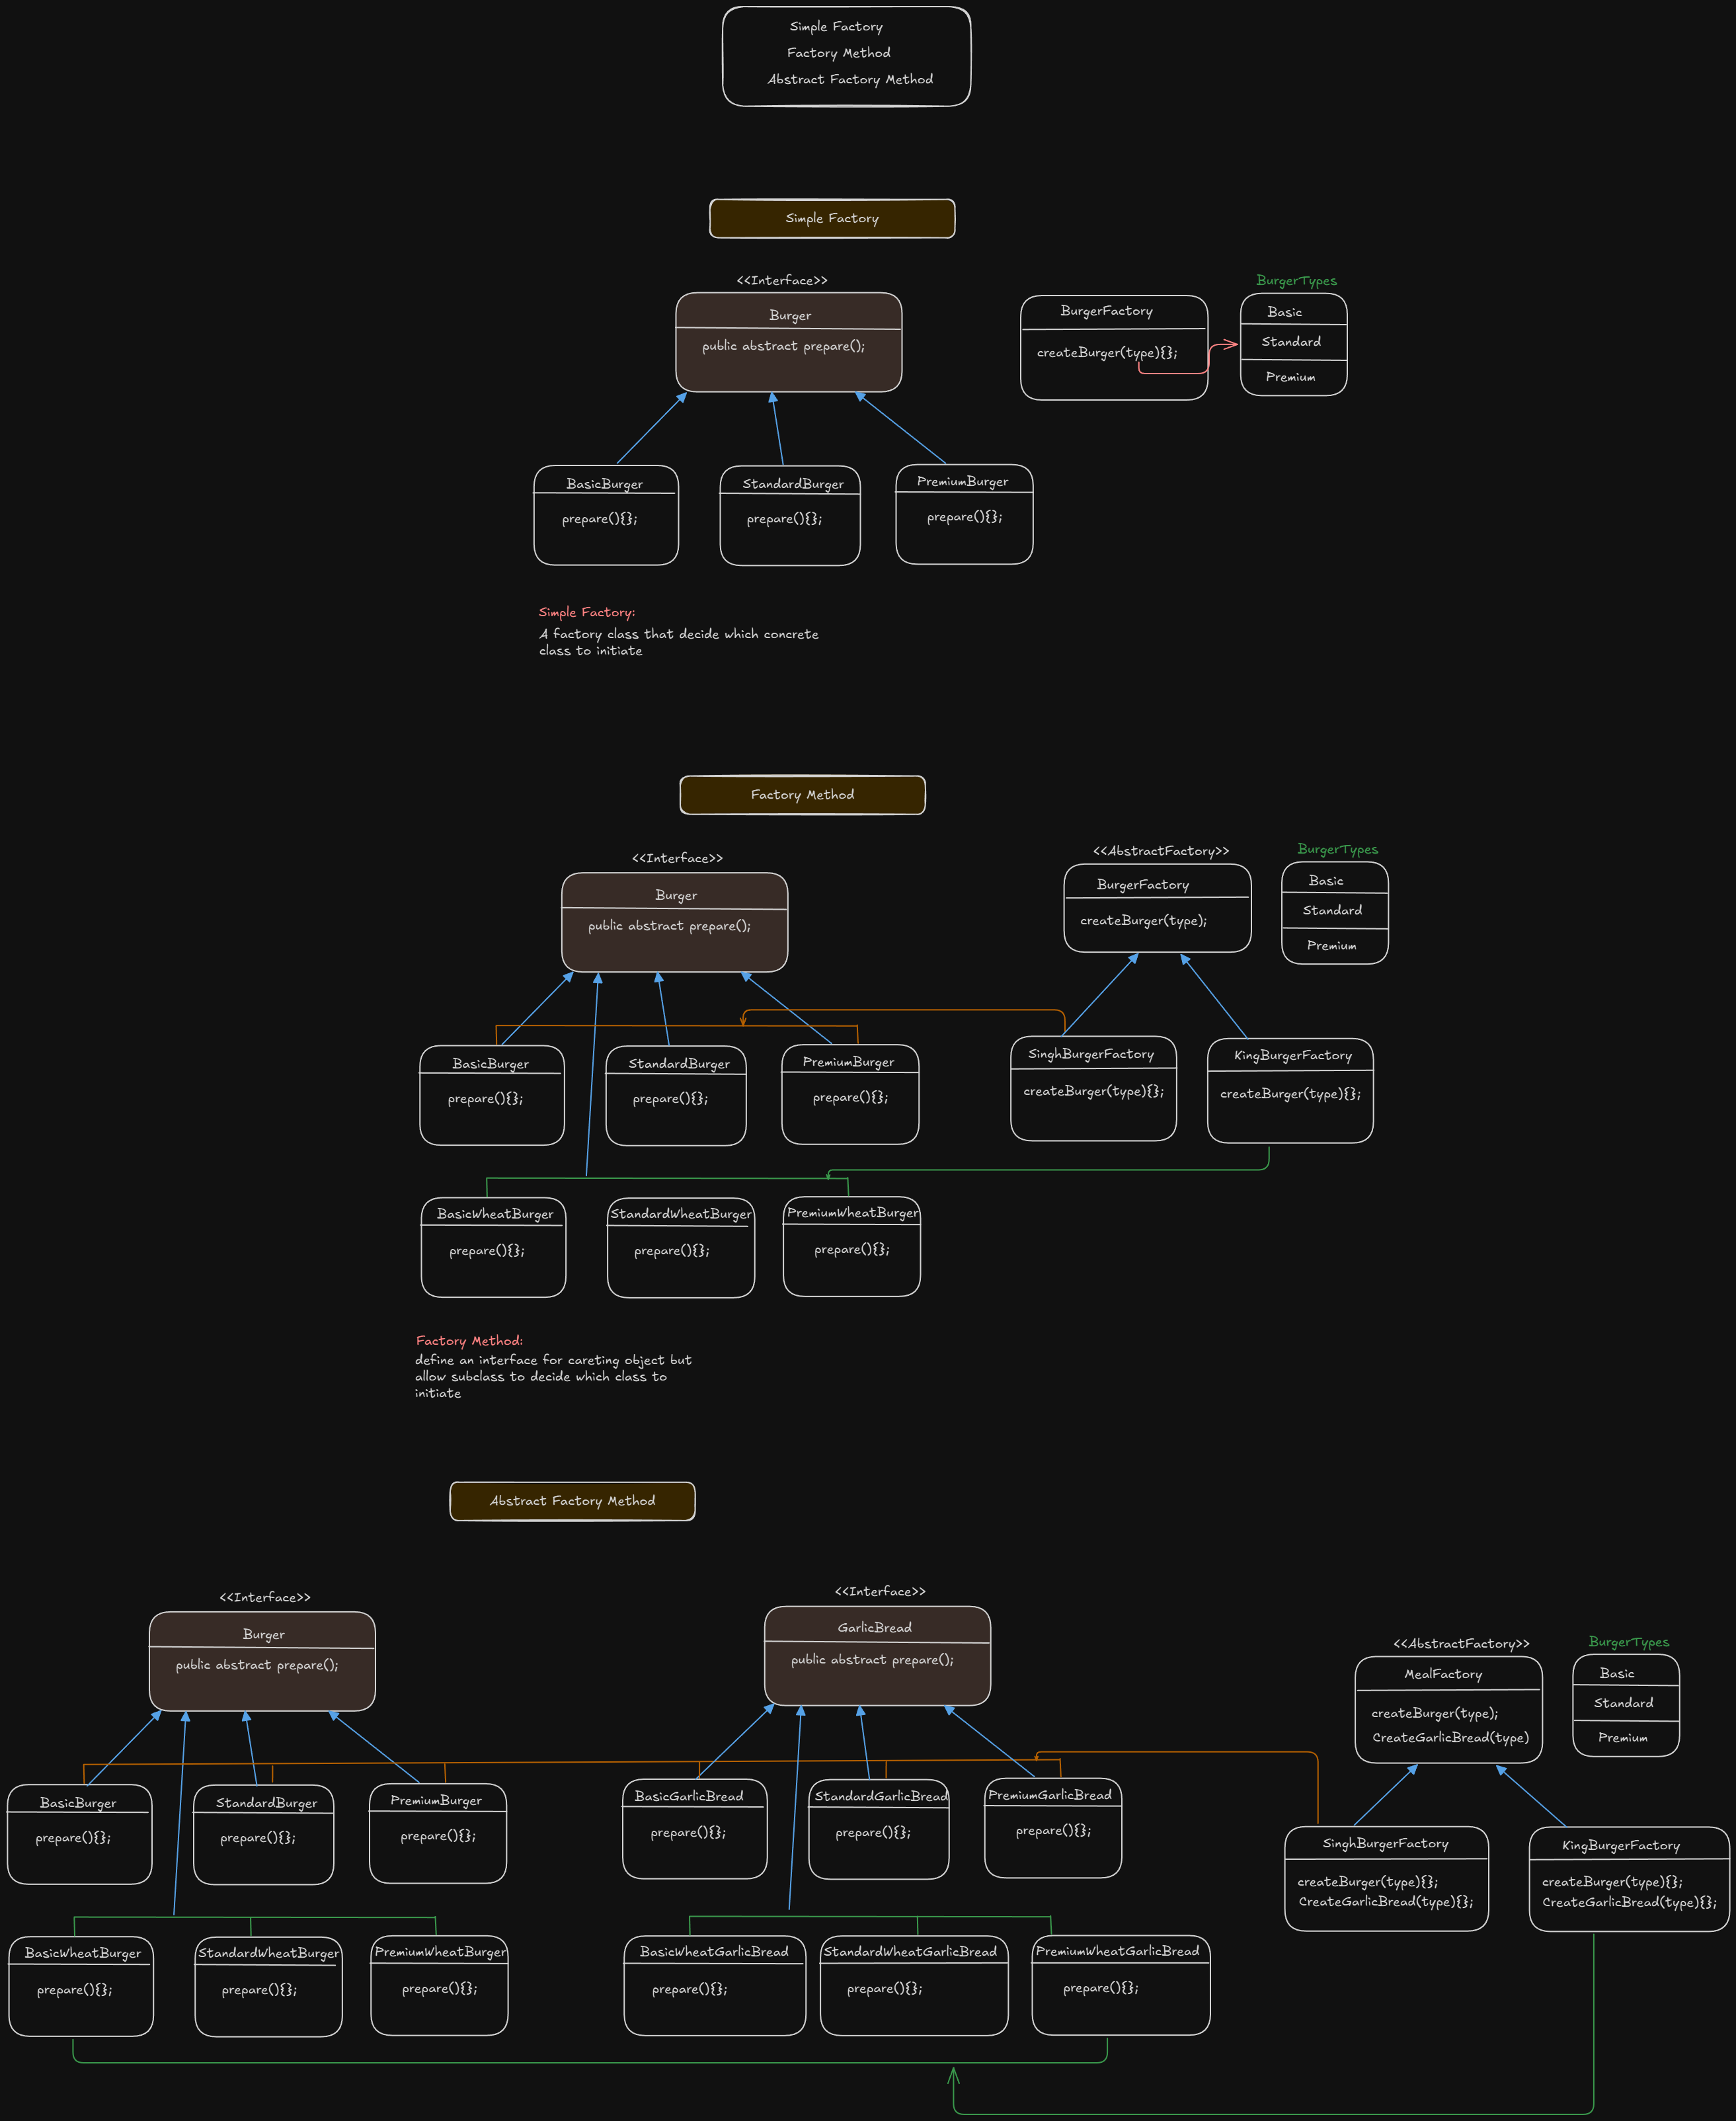 Simple Factory
Factory Method
Abstract Factory Method
Simple Factory
<<Interface>>
Burger
public abstract prepare();
BurgerFactory
createBurger(type){};
BurgerTypes
Basic
Standard
Premium
BasicBurger
prepare(){};
StandardBurger
prepare(){};
PremiumBurger
prepare(){};
Simple Factory:
A factory class that decide which concrete
class to initiate
Factory Method
<<Interface>>
Burger
public abstract prepare();
<<AbstractFactory>>
BurgerFactory
createBurger(type);
BurgerTypes
Basic
Standard
Premium
BasicBurger
prepare(){};
StandardBurger
prepare(){};
PremiumBurger
prepare(){};
SinghBurgerFactory
createBurger(type){};
KingBurgerFactory
createBurger(type){};
BasicWheatBurger
prepare(){};
StandardWheatBurger
prepare(){};
PremiumWheatBurger
prepare(){};
Factory Method:
define an interface for careting object but
allow subclass to decide which class to
initiate
Abstract Factory Method
<<Interface>>
Burger
public abstract prepare();
<<Interface>>
GarlicBread
public abstract prepare();
<<AbstractFactory>>
MealFactory
createBurger(type);
CreateGarlicBread(type)
BurgerTypes
Basic
Standard
Premium
BasicBurger
prepare(){};
StandardBurger
prepare(){};
PremiumBurger
prepare(){};
BasicGarlicBread
prepare(){};
StandardGarlicBread
prepare(){};
PremiumGarlicBread
prepare(){};
SinghBurgerFactory
createBurger(type){};
CreateGarlicBread(type){};
KingBurgerFactory
createBurger(type){};
CreateGarlicBread(type){};
BasicWheatBurger
prepare(){};
StandardWheatBurger
prepare(){};
PremiumWheatBurger
prepare(){};
BasicWheatGarlicBread
prepare(){};
StandardWheatGarlicBread
prepare(){};
PremiumWheatGarlicBread
prepare(){};